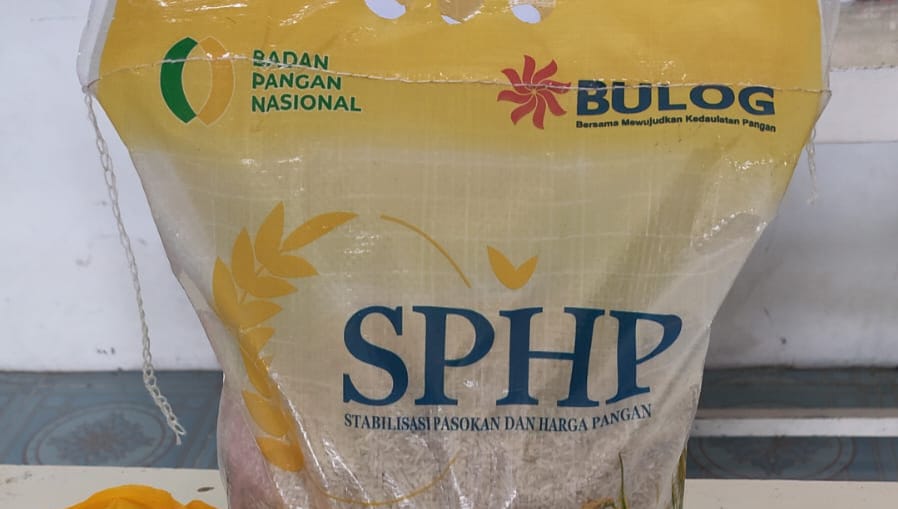 BADAN
PANGAN
NASIONAL
BULOG
Bersama Mewujudkan Kedaulatan Pangan
SPHP
STABILISASI PASOKAN DAN HARGA PANGAN